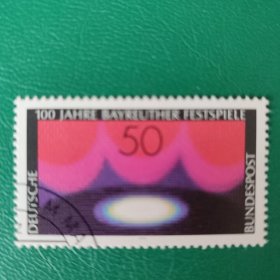 100 JAHRE BAYREUTHER FESTSPIELE
50
DEUTSCHE
BUNDESPOST